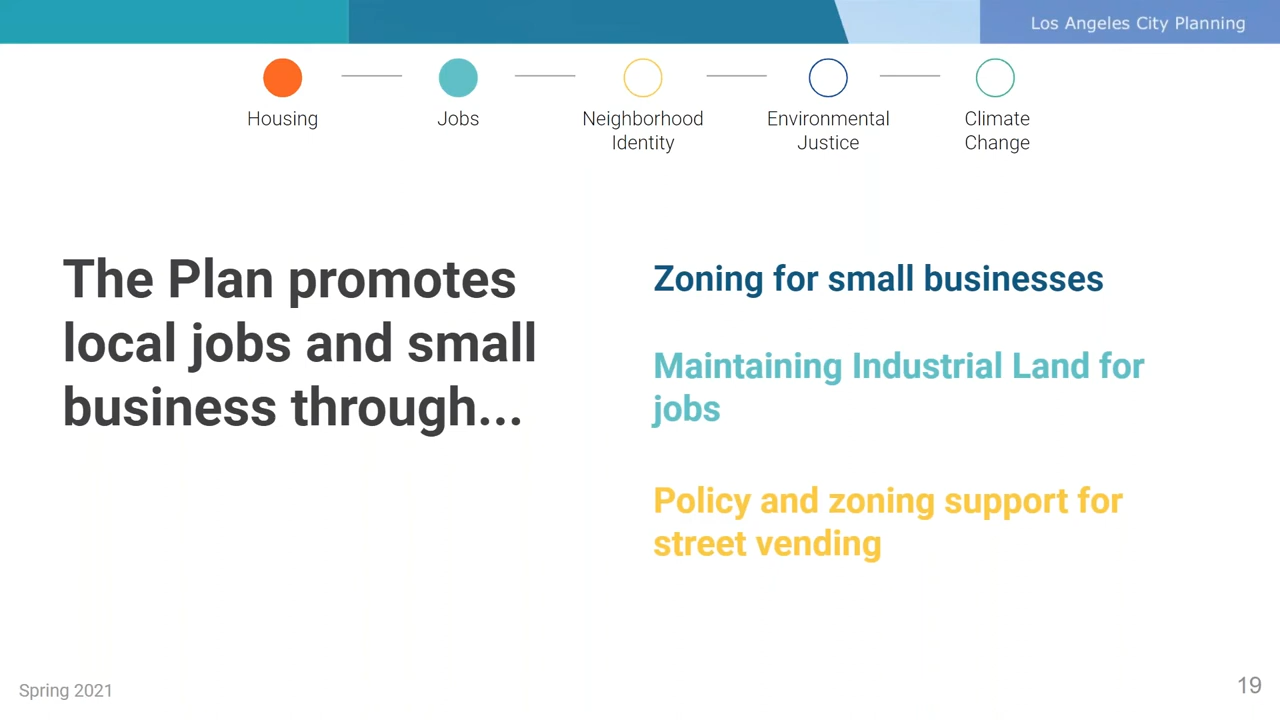 Los Angeles City Planning
Housing
Jobs
Neighborhood
Identity
Environmental
Justice
Climate
Change
The Plan promotes
local jobs and small
business through...
Zoning for small businesses
Maintaining Industrial Land for
jobs
Policy and zoning support for
street vending
Spring 2021
19